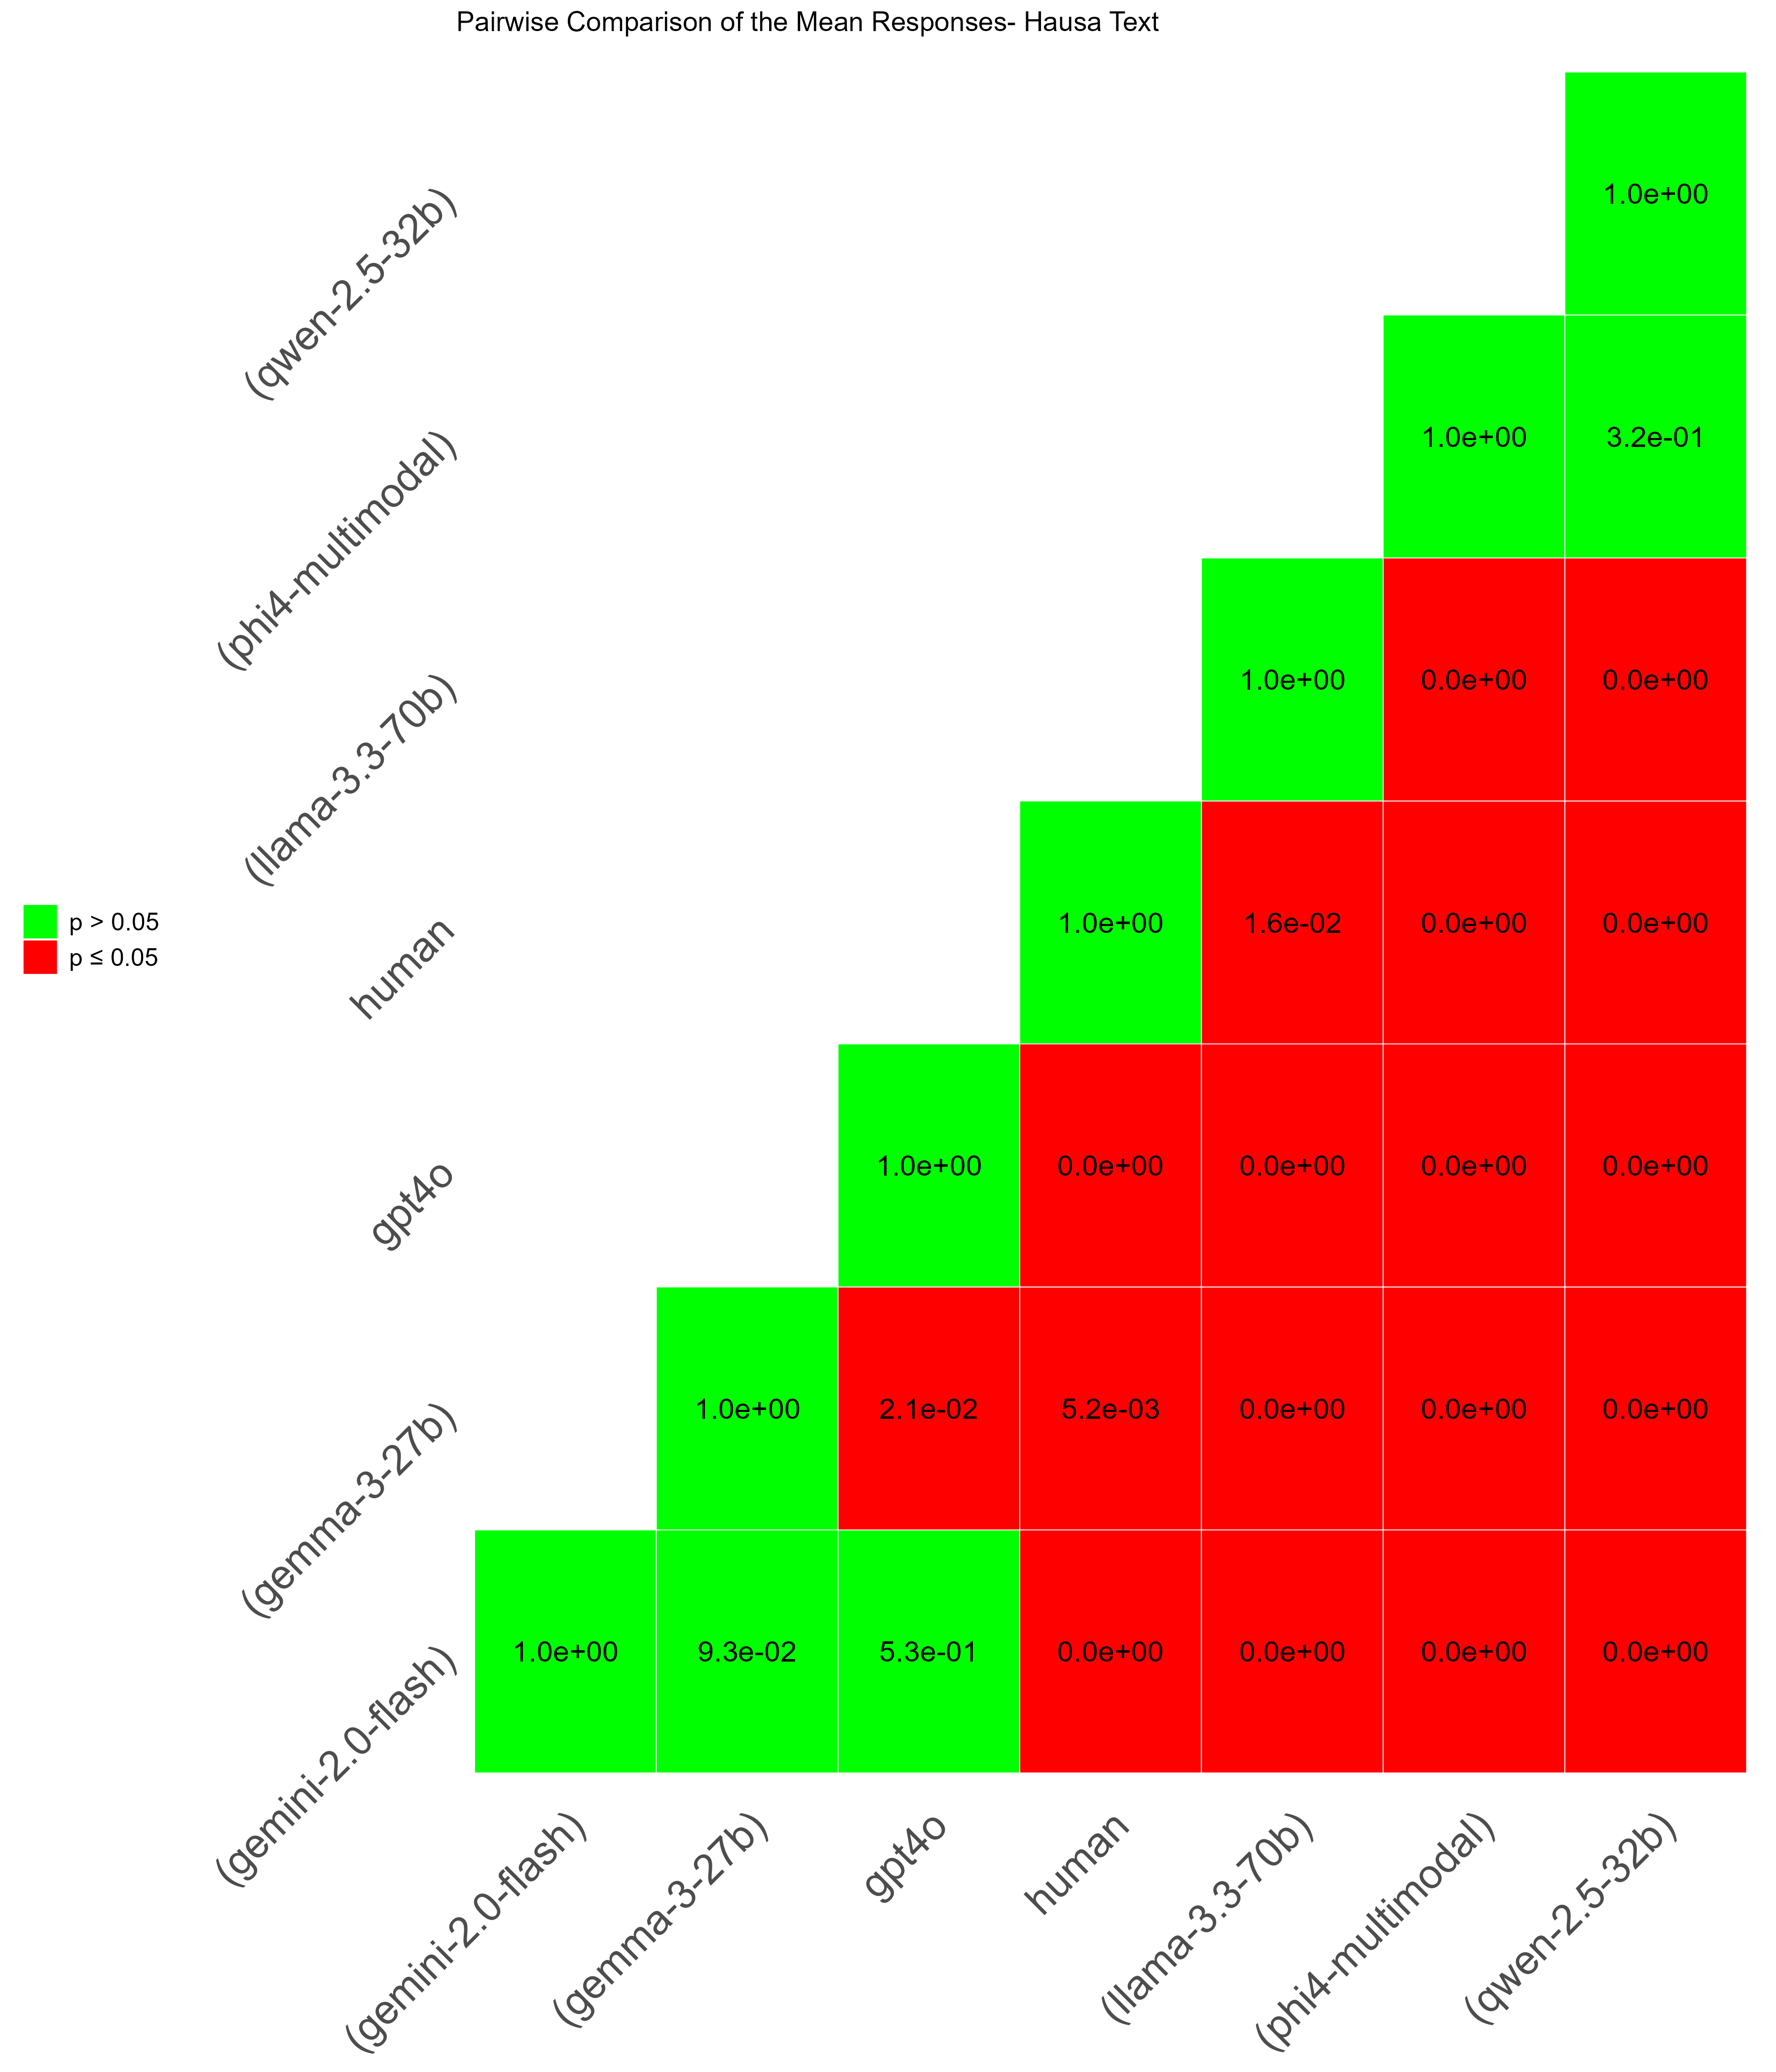 Pairwise Comparison of the Mean Responses- Hausa Text
(qwen-2.5-32b)
1.0e+00
(phi4-multimodal)
1.0e+00 3.2e-01
(llama-3.3-70b)
1.0e+00 0.0e+00 0.0e+00
p > 0.05
p ≤ 0.05
human
1.0e+00 1.6e-02 0.0e+00 0.0e+00
gpt4o
1.0e+00 0.0e+00 0.0e+00 0.0e+00 0.0e+00
(gemma-3-27b)
1.0e+00 2.1e-02 5.2e-03 0.0e+00 0.0e+00 0.0e+00
(gemini-2.0-flash)
1.0e+00 9.3e-02 5.3e-01 0.0e+00 0.0e+00 0.0e+00 0.0e+00
(gemini-2.0-flash)
(gemma-3-27b)
gpt4o
human
(llama-3.3-70b)
(phi4-multimodal)
(qwen-2.5-32b)